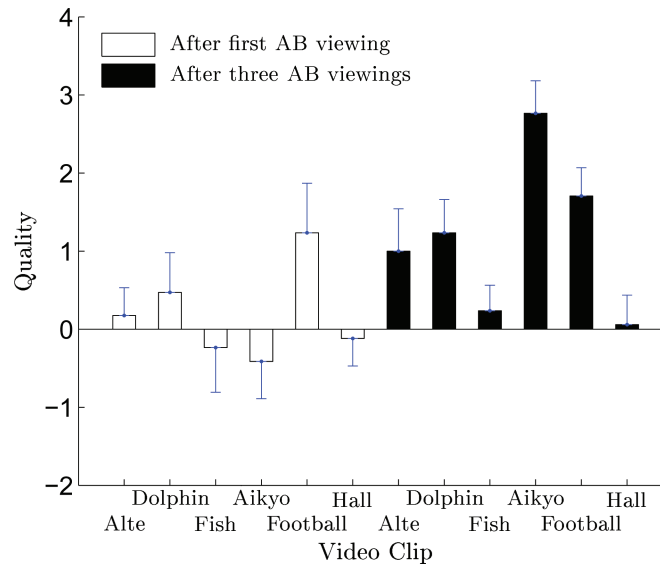 4
After first AB viewing
After three AB viewings
3
2
1
0
−1
−2
Quality
Dolphin Aikyo Hall Dolphin Aikyo Hall
Alte Fish Football Alte Fish Football
Video Clip